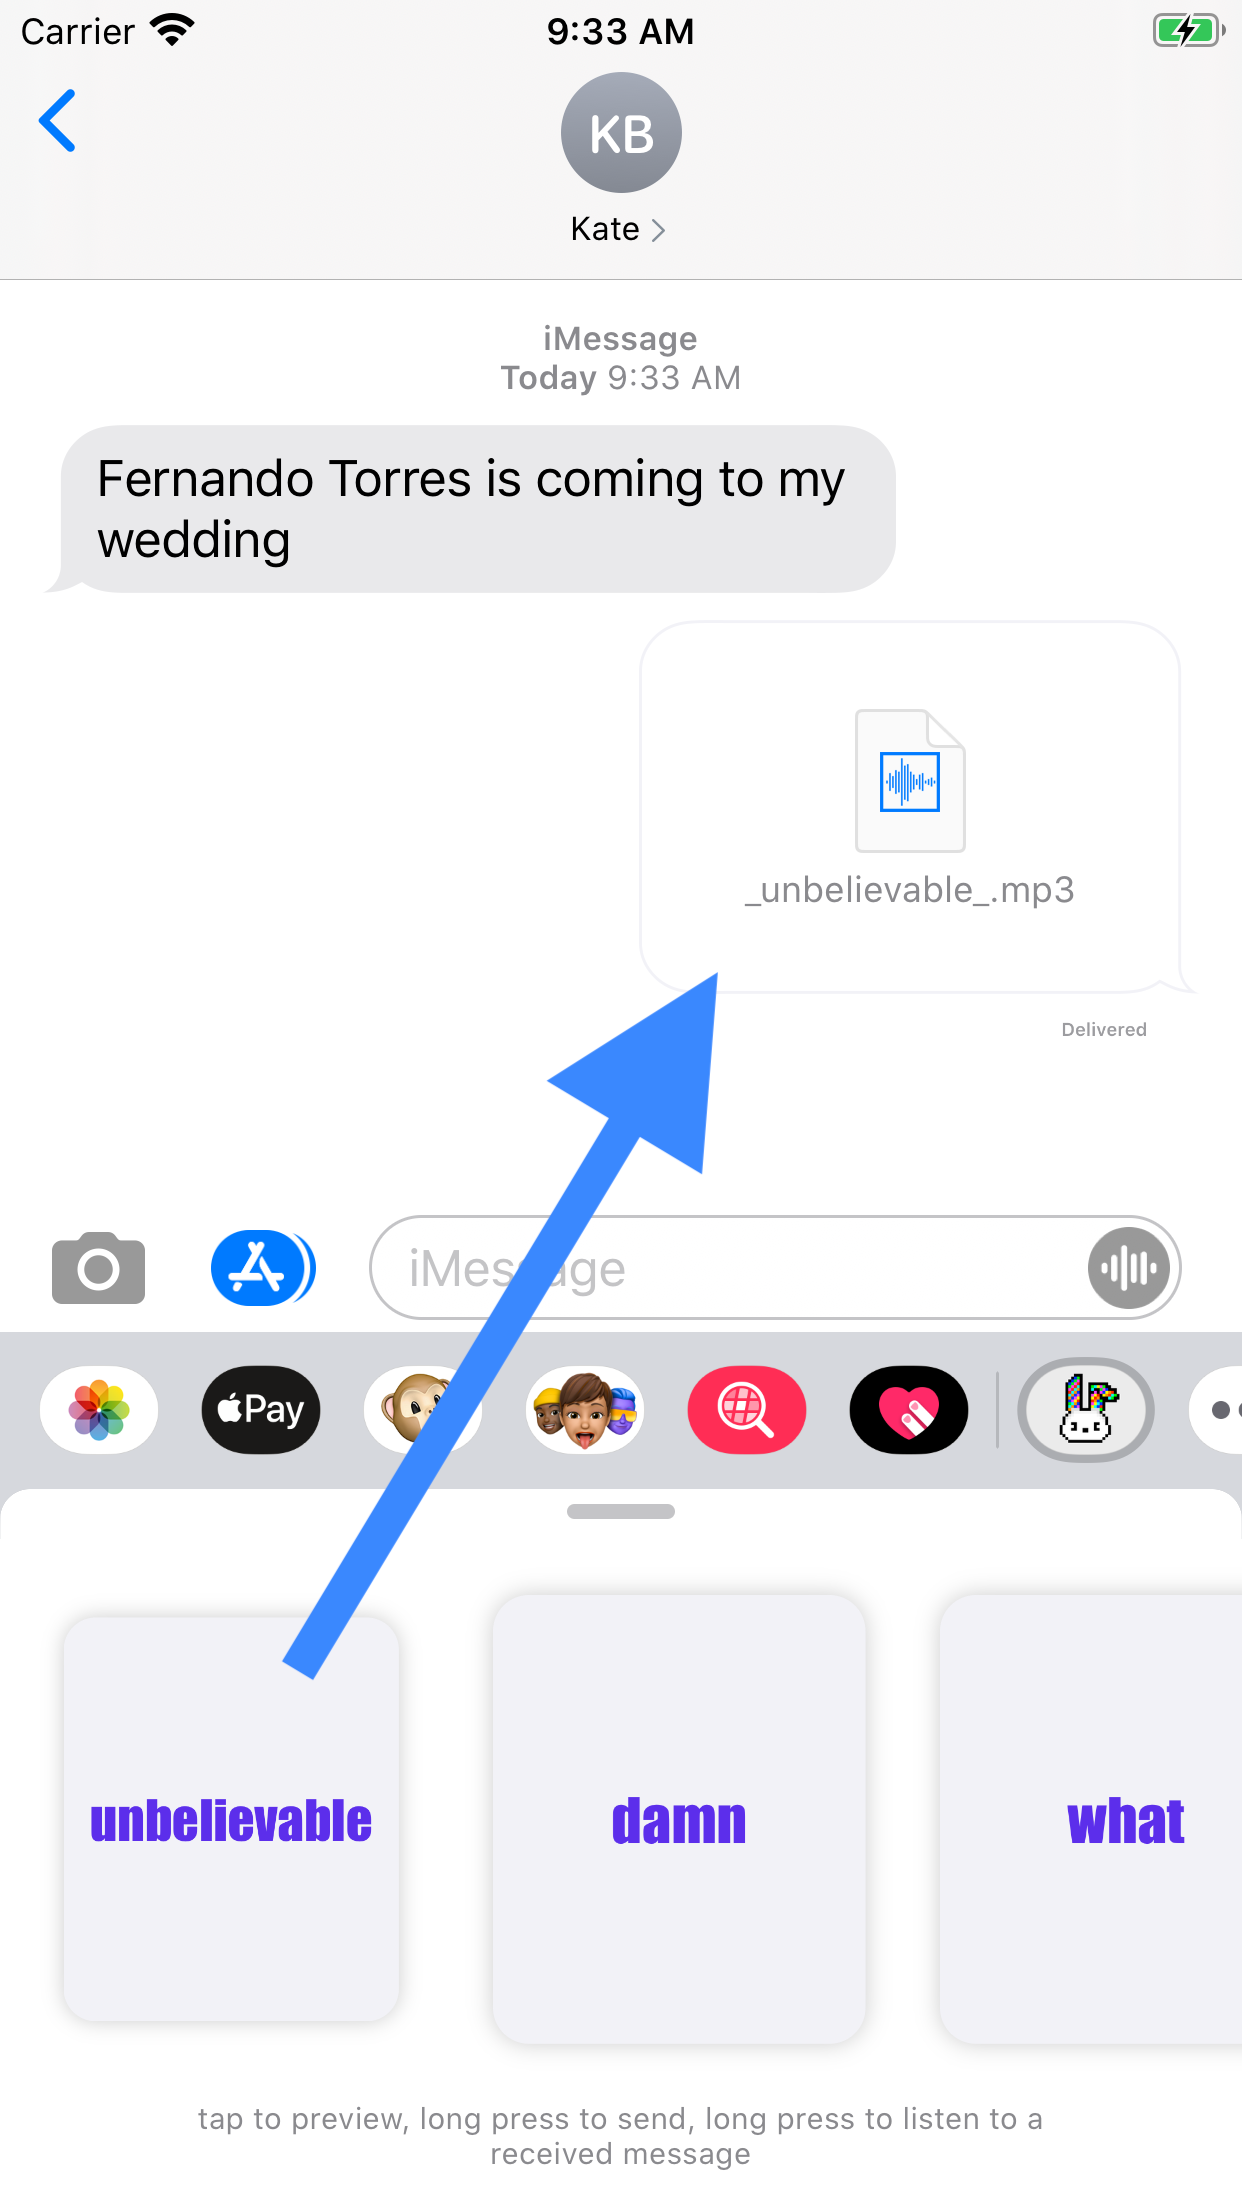 Carrier
9:33 AM
KB
Kate
iMessage
Today 9:33 AM
Fernando Torres is coming to my
wedding
_unbelievable_.mp3
Delivered
iMessage
Pay
unbelievable
damn
what
tap to preview, long press to send, long press to listen to a
received message